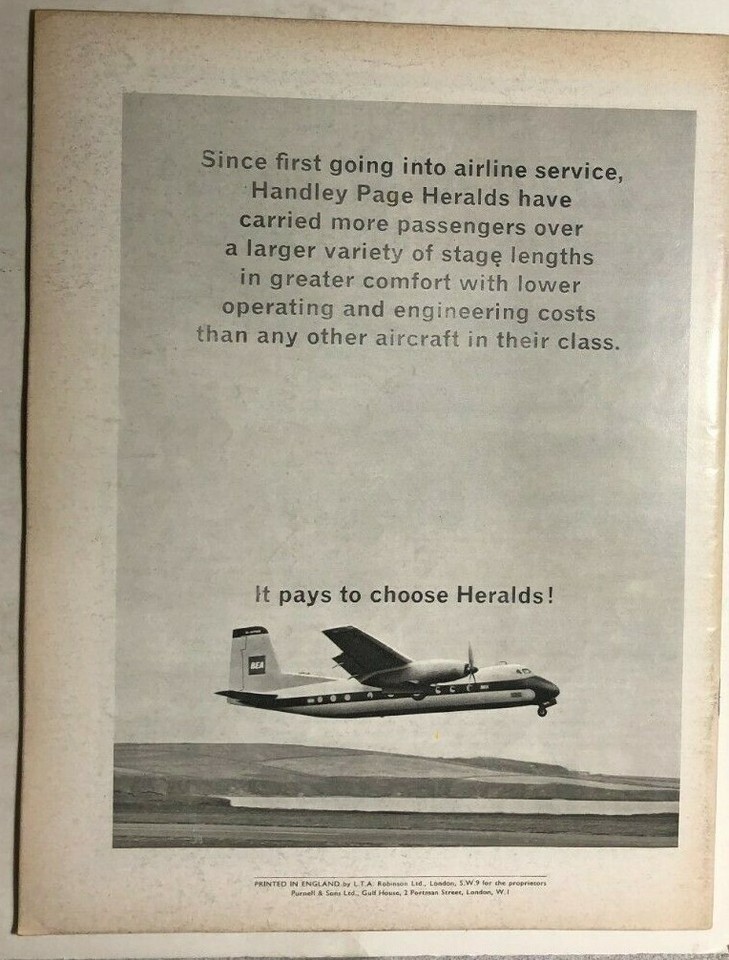 Since first going into airline service,
Handley Page Heralds have
carried more passengers over
a larger variety of stage lengths
in greater comfort with lower
operating and engineering costs
than any other aircraft in their class.
It pays to choose Heralds!
BEA
PRINTED IN ENGLAND by L.T.A. Robinson Ltd., London, S.W.9 for the proprietors
Purnell & Sons Ltd., Gulf House, 2 Portman Street, London, W.1